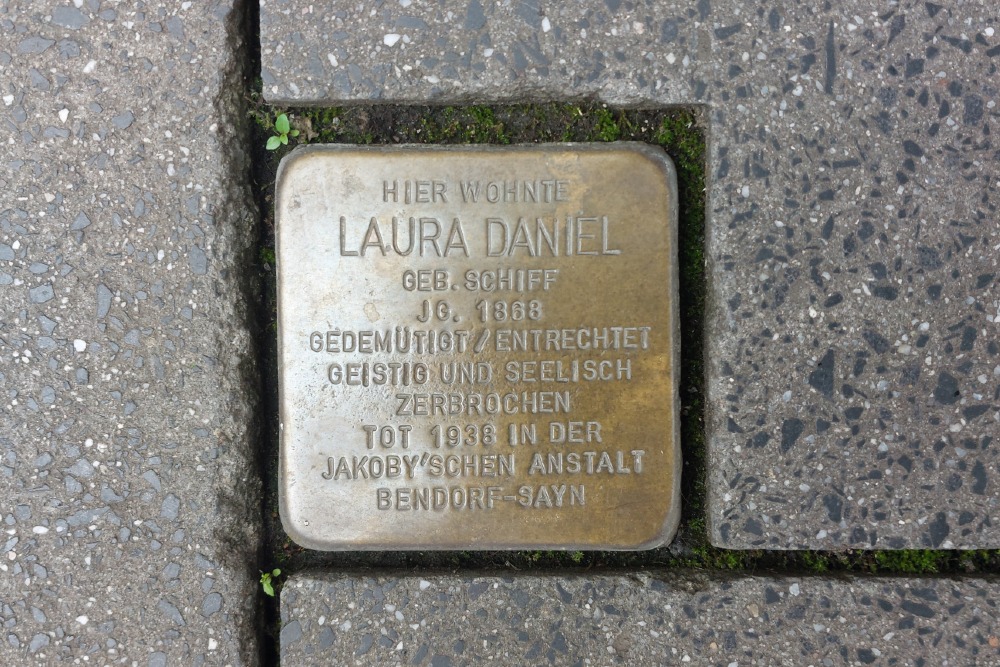 HIER WOHNTE
LAURA DANIEL
GEB. SCHIFF
JG. 1868
GEDEMÜTIGT/ENTRECHTET
GEISTIG UND SEELISCH
ZERBROCHEN
TOT 1938 IN DER
JAKOBY'SCHEN ANSTALT
BENDORF-SAYN